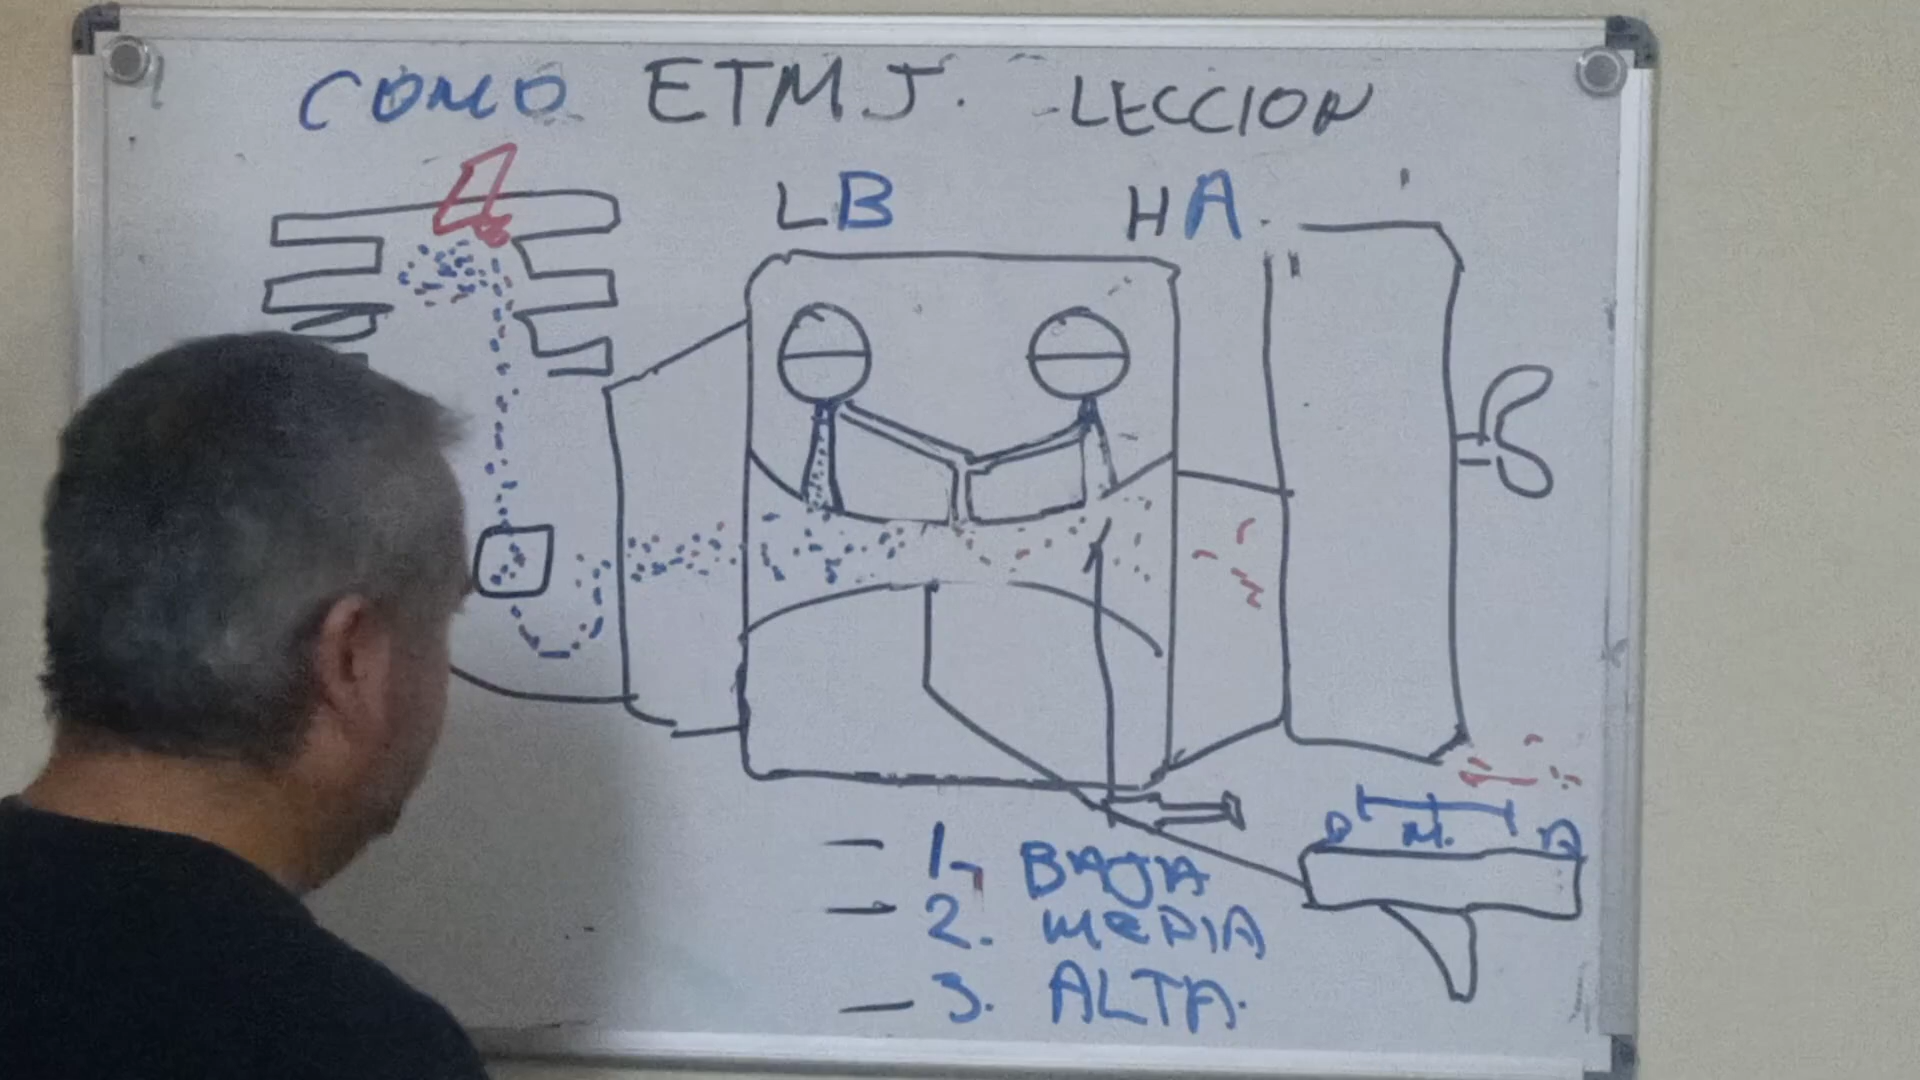 COMO ETMJ. LECCION
LB HA
1. BAJA
2. MEDIA
3. ALTA.